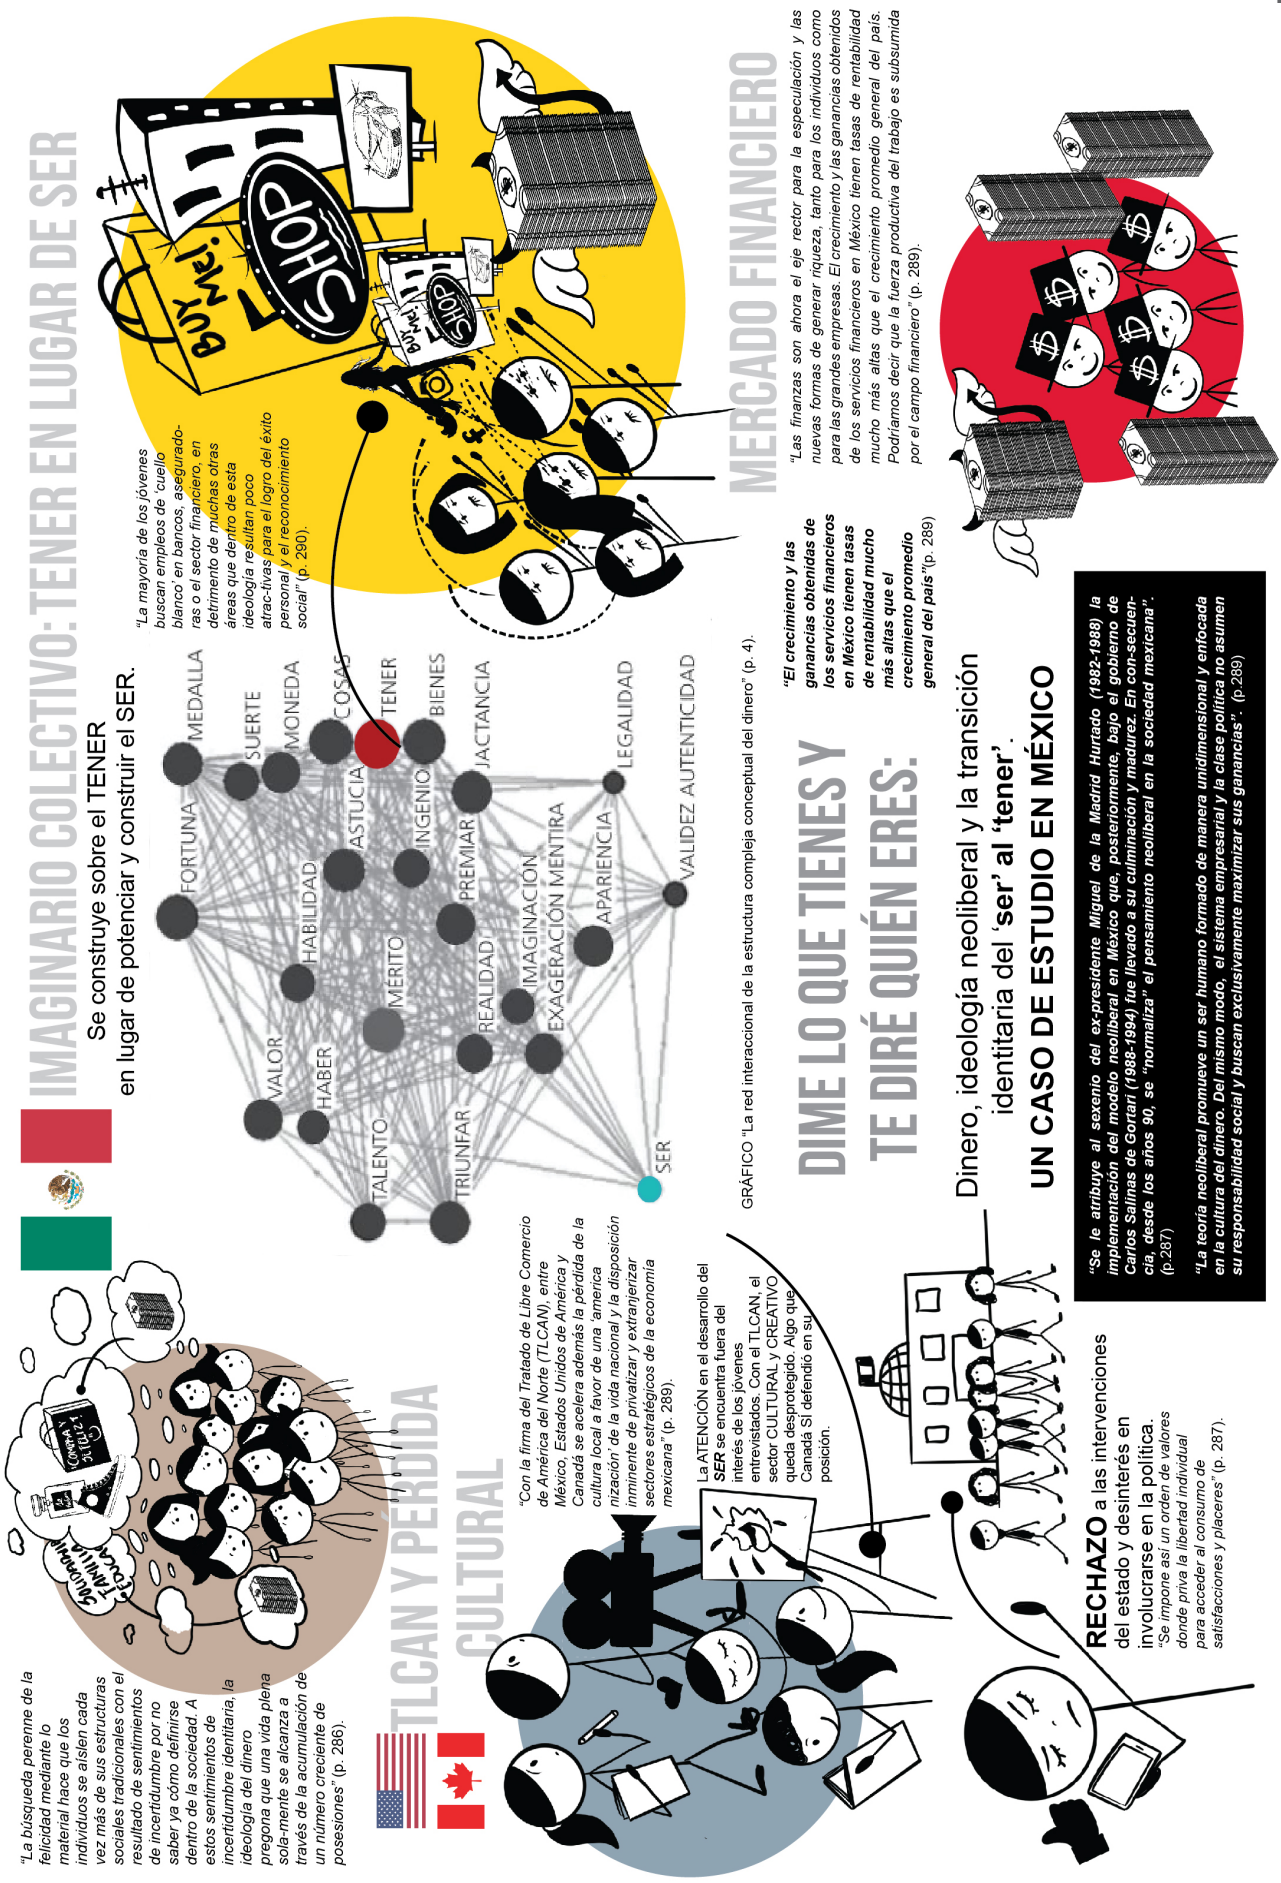 "La búsqueda perenne de la
felicidad mediante lo
material hace que los
individuos se aíslen cada
vez más de sus estructuras
sociales tradicionales con el
resultado de sentimientos
de incertidumbre por no
saber ya cómo definirse
dentro de la sociedad. A
estos sentimientos de
incertidumbre identitaria, la
ideología del dinero
pregona que una vida plena
sola-mente se alcanza a
través de la acumulación de
un número creciente de
posesiones" (p. 286).
SOLIDARIDAD
FAMILIA
EDUCA
¡COMPRA Y
SÉ FELIZ!
IMAGINARIO COLECTIVO: TENER EN LUGAR DE SER
Se construye sobre el TENER
en lugar de potenciar y construir el SER.
MEDALLA
FORTUNA
SUERTE
MONEDA
VALOR
HABILIDAD
HABER
COSAS
ASTUCIA
TENER
TALENTO
MÉRITO
INGENIO
BIENES
TRIUNFAR
REALIDAD
PREMIAR
JACTANCIA
IMAGINACION
EXAGERACIÓN MENTIRA
APARIENCIA
LEGALIDAD
SER
VALIDEZ AUTENTICIDAD
GRÁFICO "La red interaccional de la estructura compleja conceptual del dinero" (p. 4).
"La mayoría de los jóvenes
buscan empleos de 'cuello
blanco en bancos, asegurado-
ras o el sector financiero, en
detrimento de muchas otras
áreas que dentro de esta
ideología resultan poco
atrac-tivas para el logro del éxito
personal y el reconocimiento
social" (p. 290).
BUY
ME!
SHOP
BUY
ME!
SHOP
f
TLCAN Y PÉRDIDA
CULTURAL
"Con la firma del Tratado de Libre Comercio
de América del Norte (TLCAN), entre
México, Estados Unidos de América y
Canadá se acelera además la pérdida de la
cultura local a favor de una 'america
nización' de la vida nacional y la disposición
inminente de privatizar y extranjerizar
sectores estratégicos de la economía
mexicana" (p. 289).
La ATENCIÓN en el desarrollo del
SER se encuentra fuera del
interés de los jóvenes
entrevistados. Con el TLCAN, el
sector CULTURAL y CREATIVO
queda desprotegido. Algo que
Canadá SÍ defendió en su
posición.
DIME LO QUE TIENES Y
TE DIRÉ QUIÉN ERES:
Dinero, ideología neoliberal y la transición
identitaria del 'ser' al 'tener'.
UN CASO DE ESTUDIO EN MÉXICO
"El crecimiento y las
ganancias obtenidas de
los servicios financieros
en México tienen tasas
de rentabilidad mucho
más altas que el
crecimiento promedio
general del país"(p. 289)
MERCADO FINANCIERO
"Las finanzas son ahora el eje rector para la especulación y las
nuevas formas de generar riqueza, tanto para los individuos como
para las grandes empresas. El crecimiento y las ganancias obtenidos
de los servicios financieros en México tienen tasas de rentabilidad
mucho más altas que el crecimiento promedio general del país.
Podríamos decir que la fuerza productiva del trabajo es subsumida
por el campo financiero" (p. 289).
$
$
$
$
$
RECHAZO a las intervenciones
del estado y desinterés en
involucrarse en la política.
"Se impone así un orden de valores
donde priva la libertad individual
para acceder al consumo de
satisfacciones y placeres" (p. 287).
"Se le atribuye al sexenio del ex-presidente Miguel de la Madrid Hurtado (1982-1988) la
implementación del modelo neoliberal en México que, posteriormente, bajo el gobierno de
Carlos Salinas de Gortari (1988-1994) fue llevado a su culminación y madurez. En con-secuen-
cia, desde los años 90, se "normaliza" el pensamiento neoliberal en la sociedad mexicana".
(p.287)
"La teoría neoliberal promueve un ser humano formado de manera unidimensional y enfocada
en la cultura del dinero. Del mismo modo, el sistema empresarial y la clase política no asumen
su responsabilidad social y buscan exclusivamente maximizar sus ganancias". (p.289)